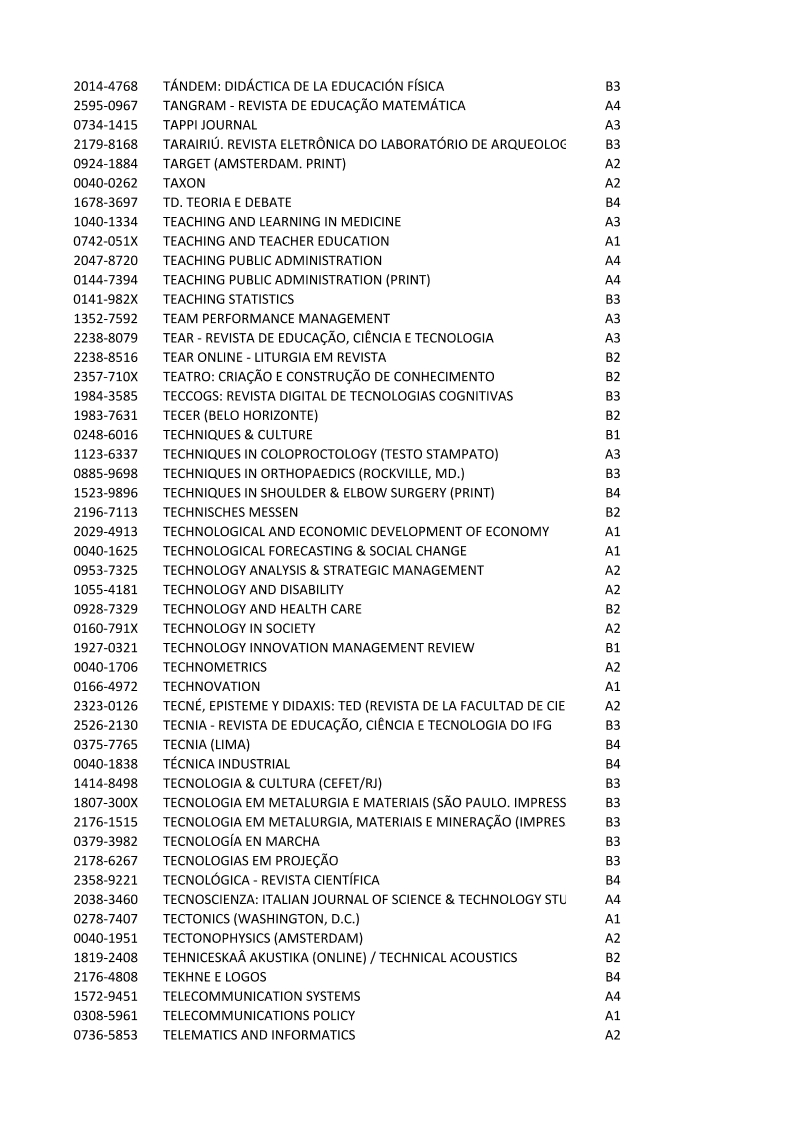 2014-4768 TÁNDEM: DIDÁCTICA DE LA EDUCACIÓN FÍSICA B3
2595-0967 TANGRAM - REVISTA DE EDUCAÇÃO MATEMÁTICA A4
0734-1415 TAPPI JOURNAL A3
2179-8168 TARAIRIÚ. REVISTA ELETRÔNICA DO LABORATÓRIO DE ARQUEOLOG B3
0924-1884 TARGET (AMSTERDAM. PRINT) A2
0040-0262 TAXON A2
1678-3697 TD. TEORIA E DEBATE B4
1040-1334 TEACHING AND LEARNING IN MEDICINE A3
0742-051X TEACHING AND TEACHER EDUCATION A1
2047-8720 TEACHING PUBLIC ADMINISTRATION A4
0144-7394 TEACHING PUBLIC ADMINISTRATION (PRINT) A4
0141-982X TEACHING STATISTICS B3
1352-7592 TEAM PERFORMANCE MANAGEMENT A3
2238-8079 TEAR - REVISTA DE EDUCAÇÃO, CIÊNCIA E TECNOLOGIA A3
2238-8516 TEAR ONLINE - LITURGIA EM REVISTA B2
2357-710X TEATRO: CRIAÇÃO E CONSTRUÇÃO DE CONHECIMENTO B2
1984-3585 TECCOGS: REVISTA DIGITAL DE TECNOLOGIAS COGNITIVAS B3
1983-7631 TECER (BELO HORIZONTE) B2
0248-6016 TECHNIQUES & CULTURE B1
1123-6337 TECHNIQUES IN COLOPROCTOLOGY (TESTO STAMPATO) A3
0885-9698 TECHNIQUES IN ORTHOPAEDICS (ROCKVILLE, MD.) B3
1523-9896 TECHNIQUES IN SHOULDER & ELBOW SURGERY (PRINT) B4
2196-7113 TECHNISCHES MESSEN B2
2029-4913 TECHNOLOGICAL AND ECONOMIC DEVELOPMENT OF ECONOMY A1
0040-1625 TECHNOLOGICAL FORECASTING & SOCIAL CHANGE A1
0953-7325 TECHNOLOGY ANALYSIS & STRATEGIC MANAGEMENT A2
1055-4181 TECHNOLOGY AND DISABILITY A2
0928-7329 TECHNOLOGY AND HEALTH CARE B2
0160-791X TECHNOLOGY IN SOCIETY A2
1927-0321 TECHNOLOGY INNOVATION MANAGEMENT REVIEW B1
0040-1706 TECHNOMETRICS A2
0166-4972 TECHNOVATION A1
2323-0126 TECNÉ, EPISTEME Y DIDAXIS: TED (REVISTA DE LA FACULTAD DE CIE A2
2526-2130 TECNIA - REVISTA DE EDUCAÇÃO, CIÊNCIA E TECNOLOGIA DO IFG B3
0375-7765 TECNIA (LIMA) B4
0040-1838 TÉCNICA INDUSTRIAL B4
1414-8498 TECNOLOGIA & CULTURA (CEFET/RJ) B3
1807-300X TECNOLOGIA EM METALURGIA E MATERIAIS (SÃO PAULO. IMPRESS B3
2176-1515 TECNOLOGIA EM METALURGIA, MATERIAIS E MINERAÇÃO (IMPRES B3
0379-3982 TECNOLOGÍA EN MARCHA B3
2178-6267 TECNOLOGIAS EM PROJEÇÃO B3
2358-9221 TECNOLÓGICA - REVISTA CIENTÍFICA B4
2038-3460 TECNOSCIENZA: ITALIAN JOURNAL OF SCIENCE & TECHNOLOGY STU A4
0278-7407 TECTONICS (WASHINGTON, D.C.) A1
0040-1951 TECTONOPHYSICS (AMSTERDAM) A2
1819-2408 TEHNICESKAÂ AKUSTIKA (ONLINE) / TECHNICAL ACOUSTICS B2
2176-4808 TEKHNE E LOGOS B4
1572-9451 TELECOMMUNICATION SYSTEMS A4
0308-5961 TELECOMMUNICATIONS POLICY A1
0736-5853 TELEMATICS AND INFORMATICS A2